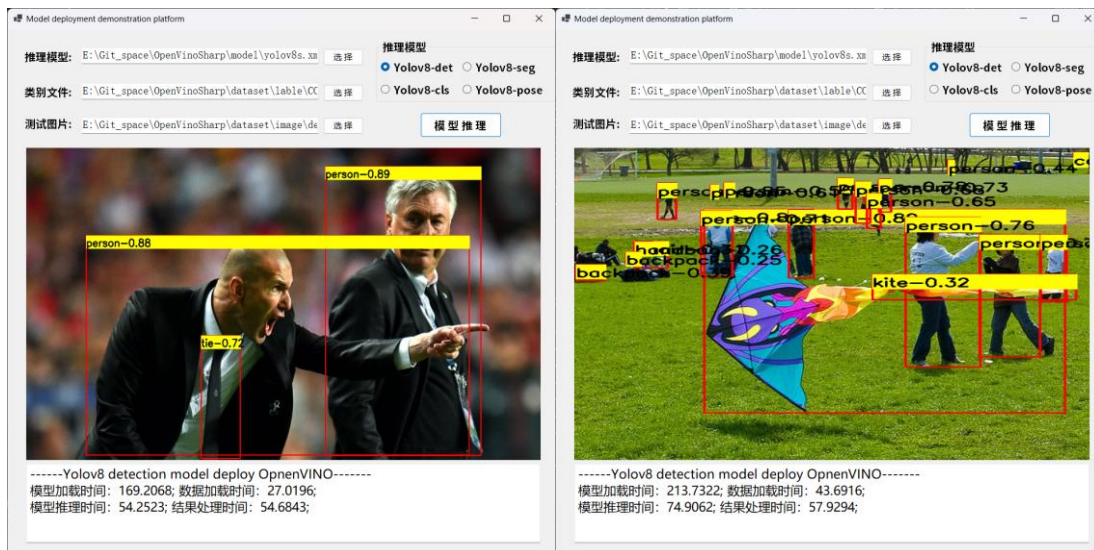 Model deployment demonstration platform
推理模型: E:\Git_space\OpenVinoSharp\model\yolov8s.xm 选择
类别文件: E:\Git_space\OpenVinoSharp\dataset\lable\CO 选择
测试图片: E:\Git_space\OpenVinoSharp\dataset\image\de 选择
推理模型
Yolov8-det Yolov8-seg
Yolov8-cls Yolov8-pose
模型推理
person-0.89
person-0.88
tie-0.72
------Yolov8 detection model deploy OpnenVINO-------
模型加载时间: 169.2068; 数据加载时间: 27.0196;
模型推理时间: 54.2523; 结果处理时间: 54.6843;
Model deployment demonstration platform
推理模型: E:\Git_space\OpenVinoSharp\model\yolov8s.xm 选择
类别文件: E:\Git_space\OpenVinoSharp\dataset\lable\CO 选择
测试图片: E:\Git_space\OpenVinoSharp\dataset\image\de 选择
推理模型
Yolov8-det Yolov8-seg
Yolov8-cls Yolov8-pose
模型推理
person-0.65
person-0.76
kite-0.32
------Yolov8 detection model deploy OpnenVINO-------
模型加载时间: 213.7322; 数据加载时间: 43.6916;
模型推理时间: 74.9062; 结果处理时间: 57.9294;